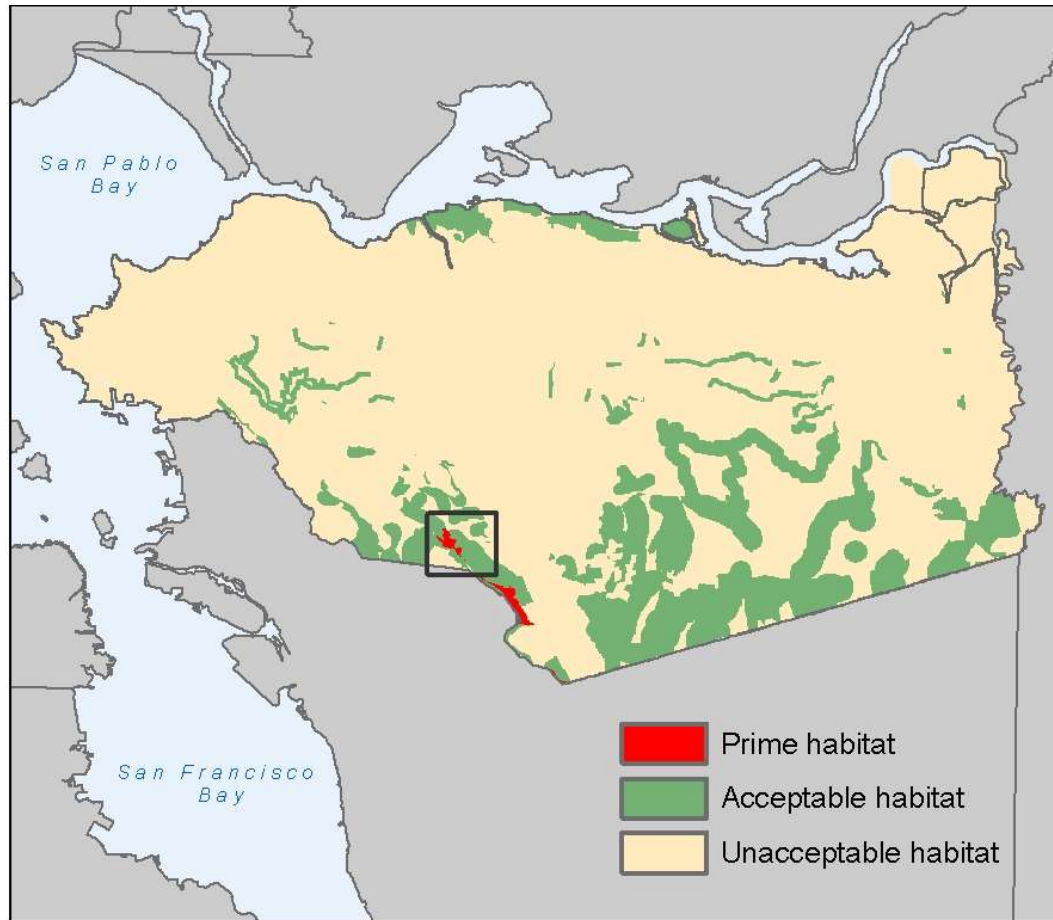 San Pablo
Bay
San Francisco
Bay
Prime habitat
Acceptable habitat
Unacceptable habitat